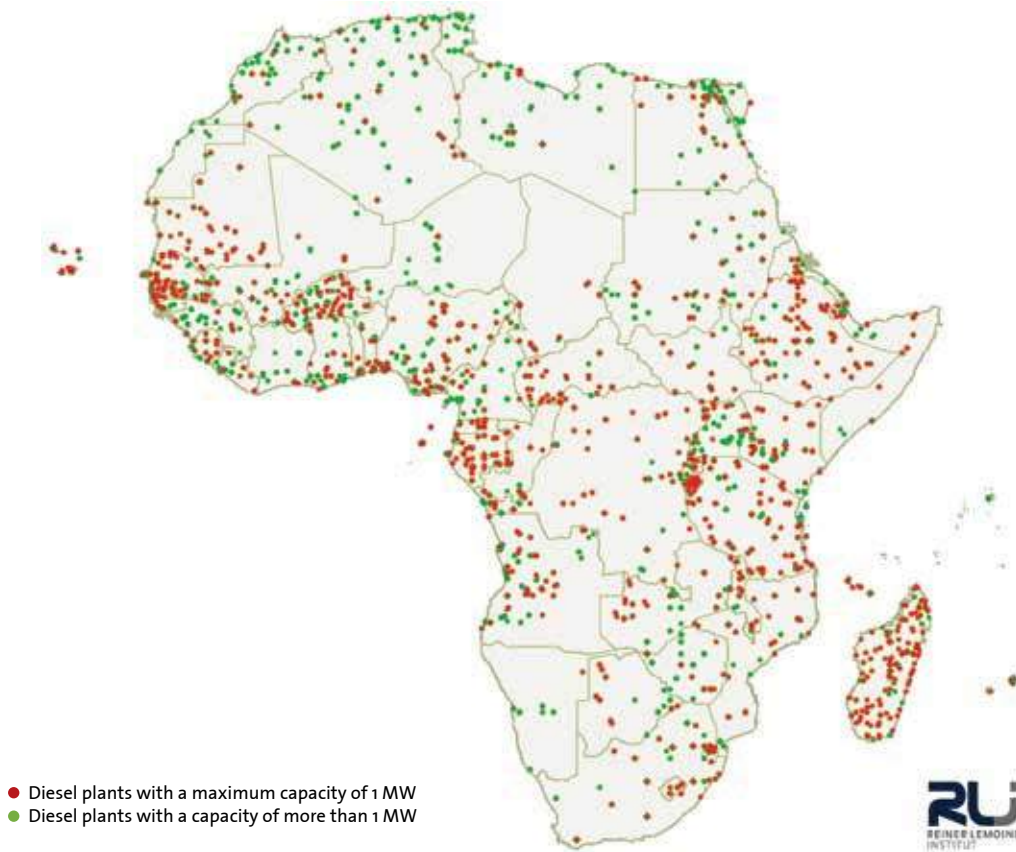 Diesel plants with a maximum capacity of 1 MW
Diesel plants with a capacity of more than 1 MW
REINER LEMOINE
INSTITUT